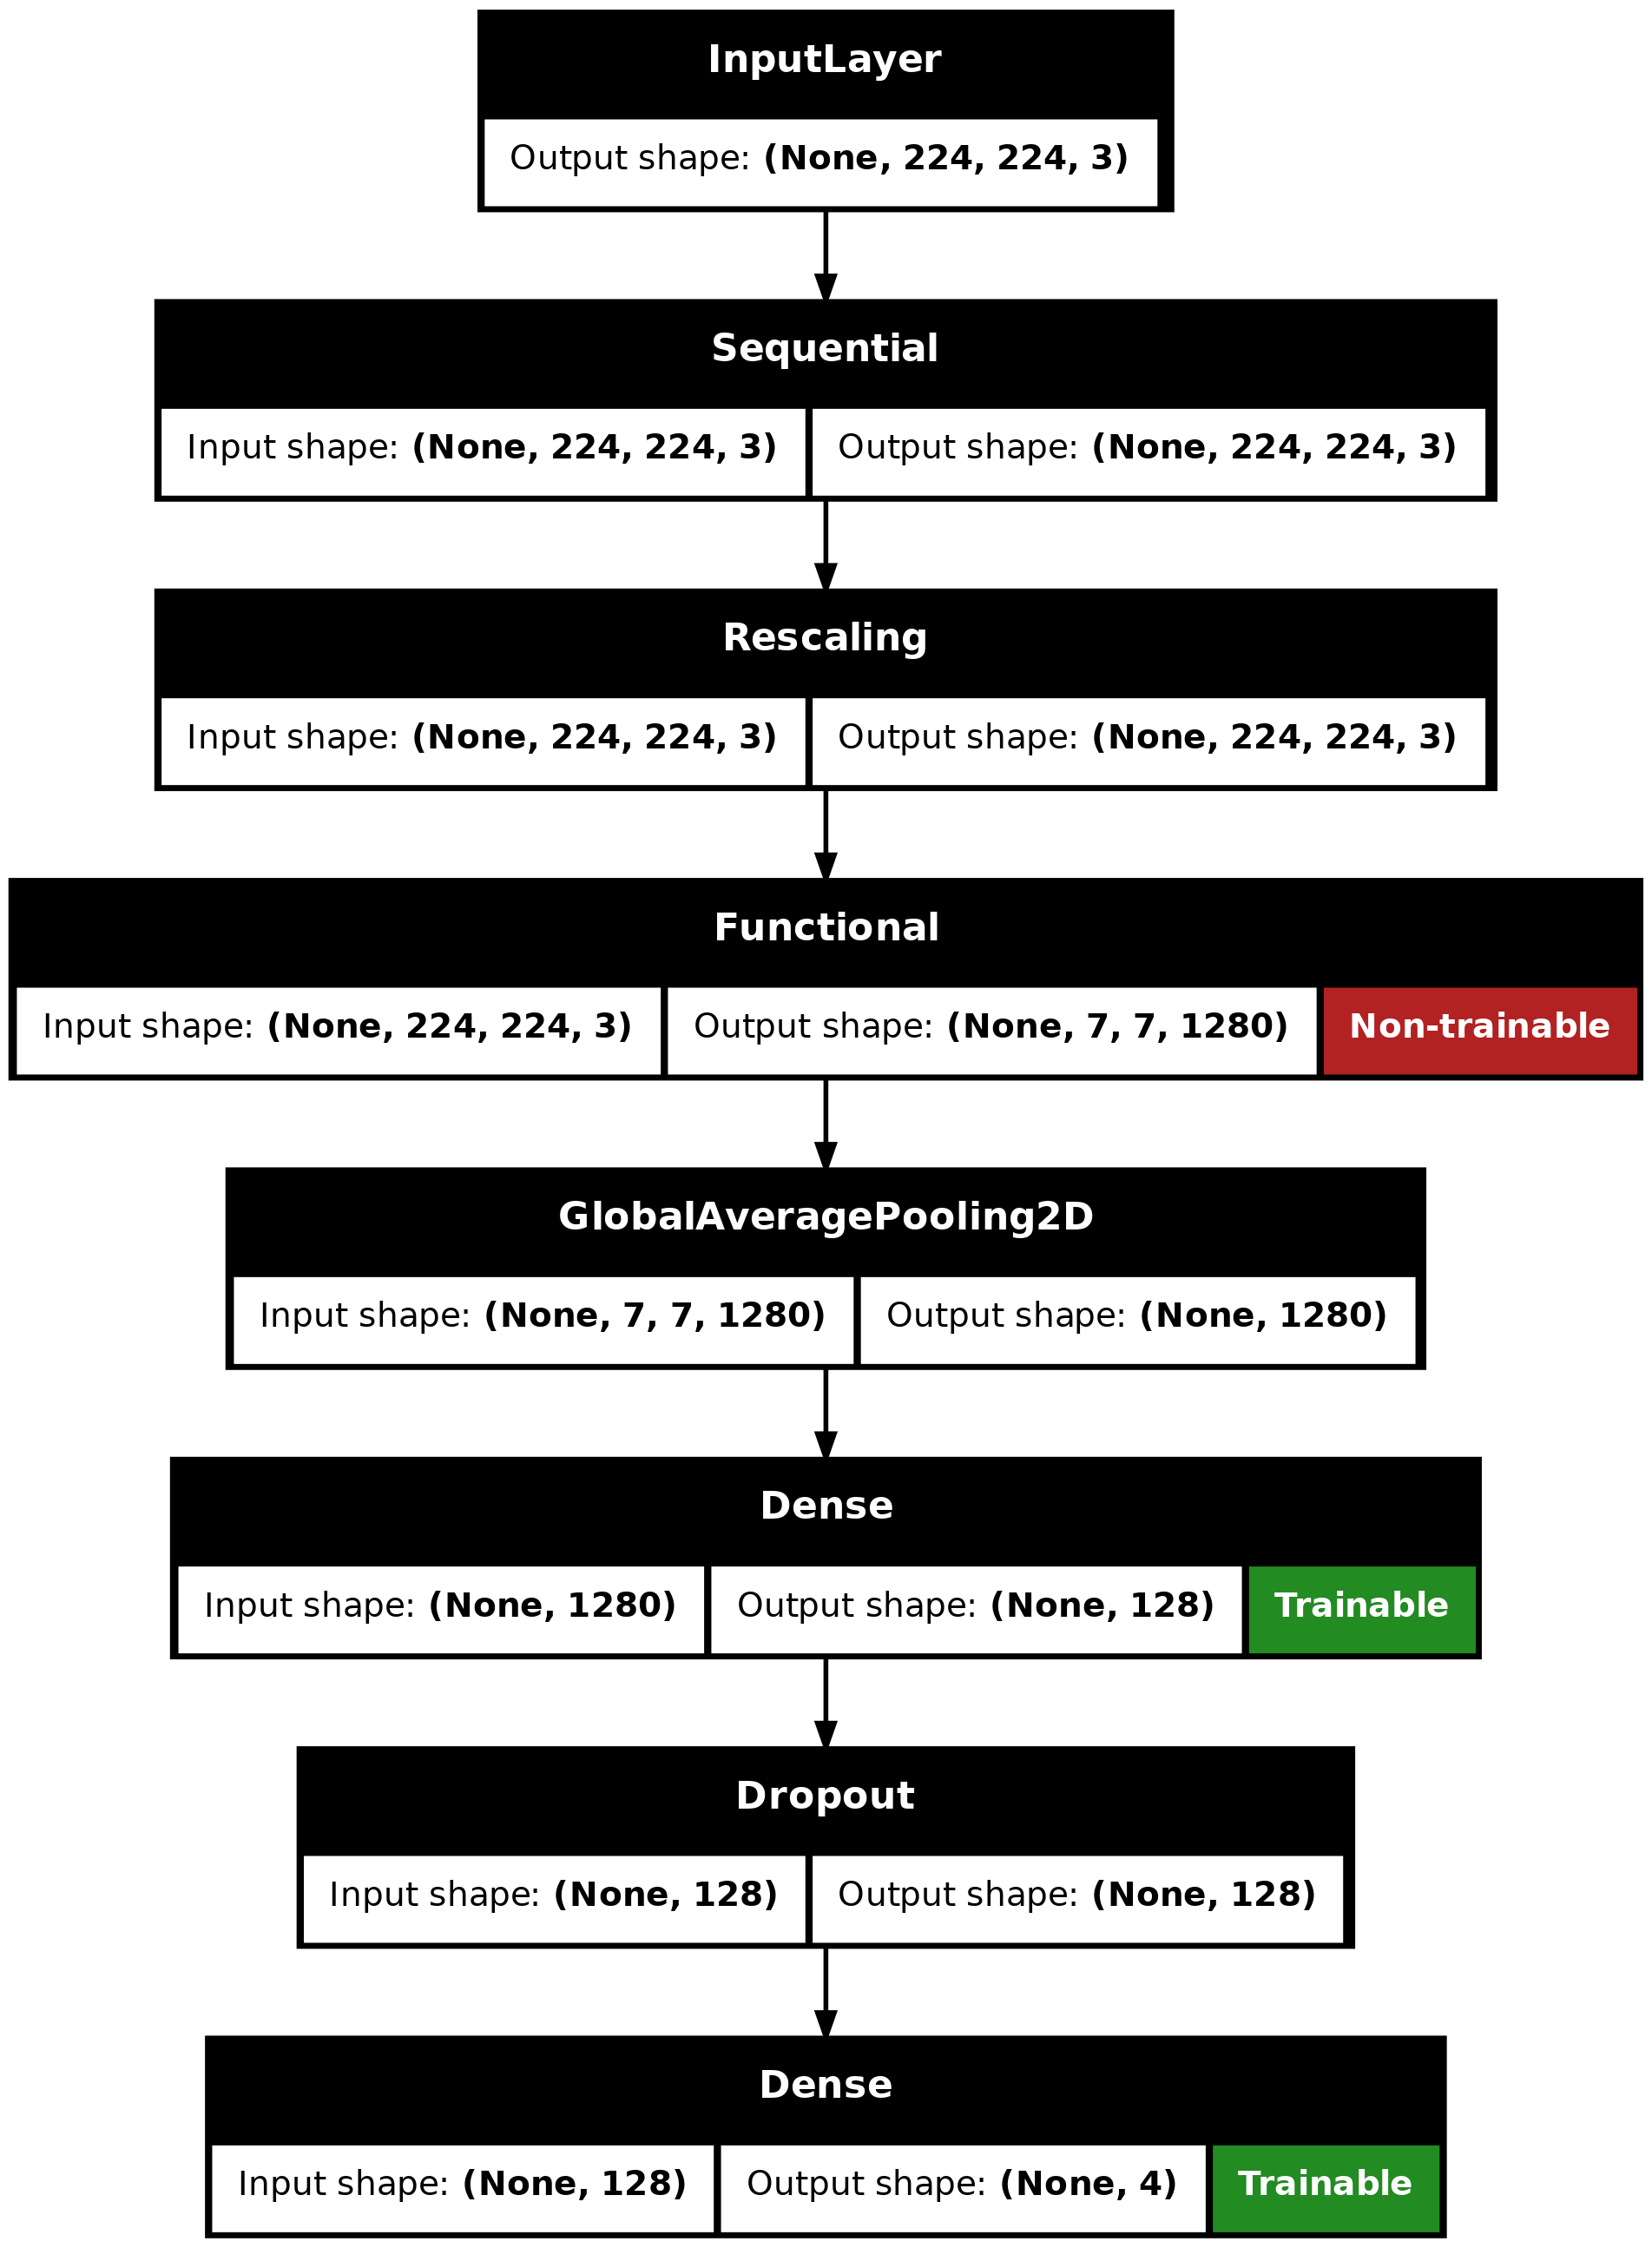 InputLayer
Output shape: (None, 224, 224, 3)
Sequential
Input shape: (None, 224, 224, 3) Output shape: (None, 224, 224, 3)
Rescaling
Input shape: (None, 224, 224, 3) Output shape: (None, 224, 224, 3)
Functional
Input shape: (None, 224, 224, 3) Output shape: (None, 7, 7, 1280) Non-trainable
GlobalAveragePooling2D
Input shape: (None, 7, 7, 1280) Output shape: (None, 1280)
Dense
Input shape: (None, 1280) Output shape: (None, 128) Trainable
Dropout
Input shape: (None, 128) Output shape: (None, 128)
Dense
Input shape: (None, 128) Output shape: (None, 4) Trainable